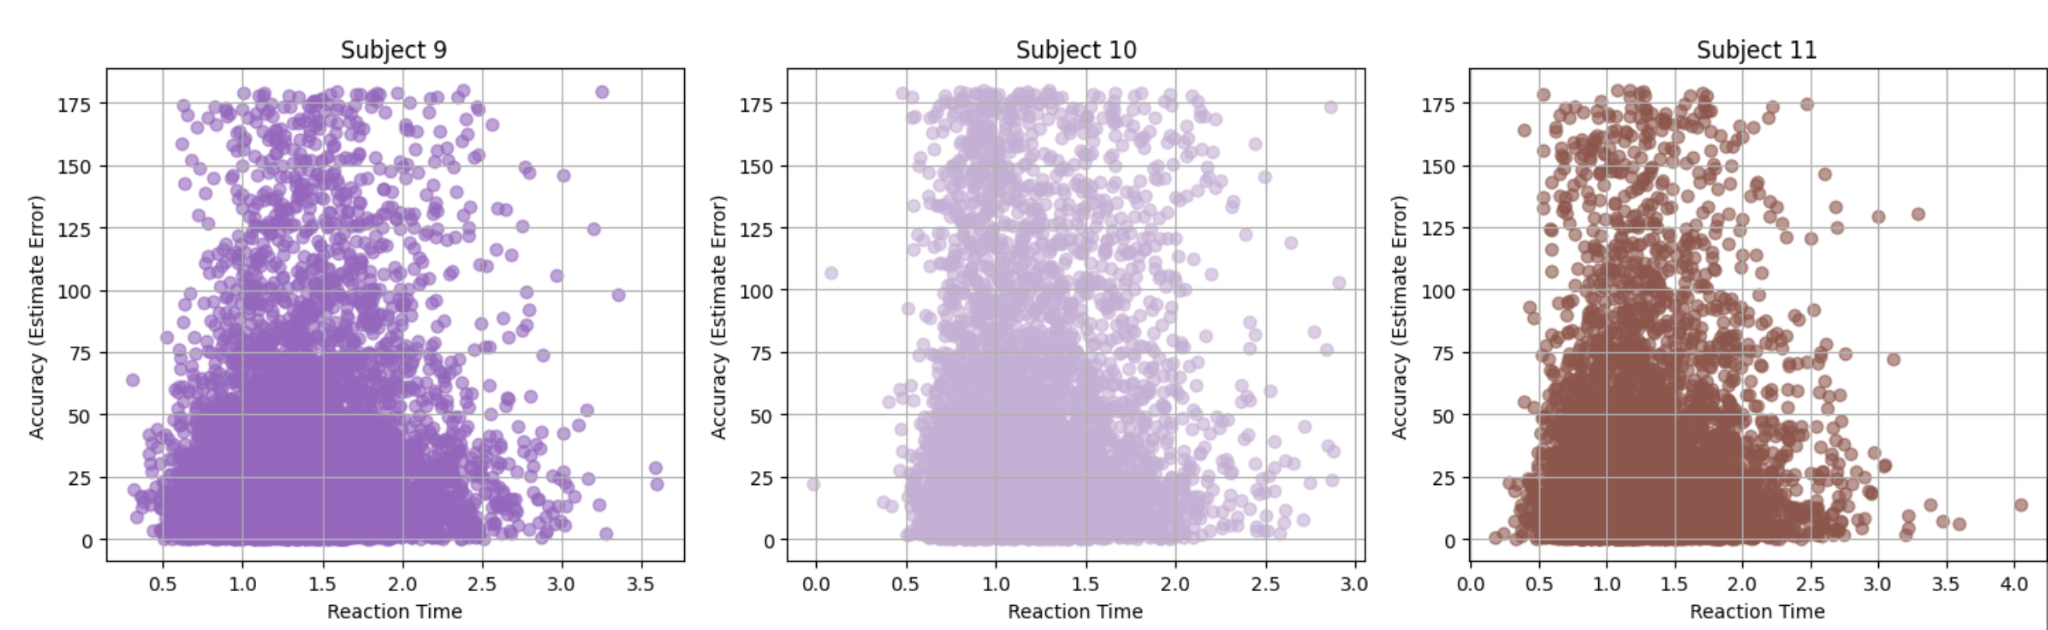 Subject 9
Accuracy (Estimate Error)
175
150
125
100
75
50
25
0
0.5 1.0 1.5 2.0 2.5 3.0 3.5
Reaction Time
Subject 10
Accuracy (Estimate Error)
175
150
125
100
75
50
25
0
0.0 0.5 1.0 1.5 2.0 2.5 3.0
Reaction Time
Subject 11
Accuracy (Estimate Error)
175
150
125
100
75
50
25
0
0.0 0.5 1.0 1.5 2.0 2.5 3.0 3.5 4.0
Reaction Time